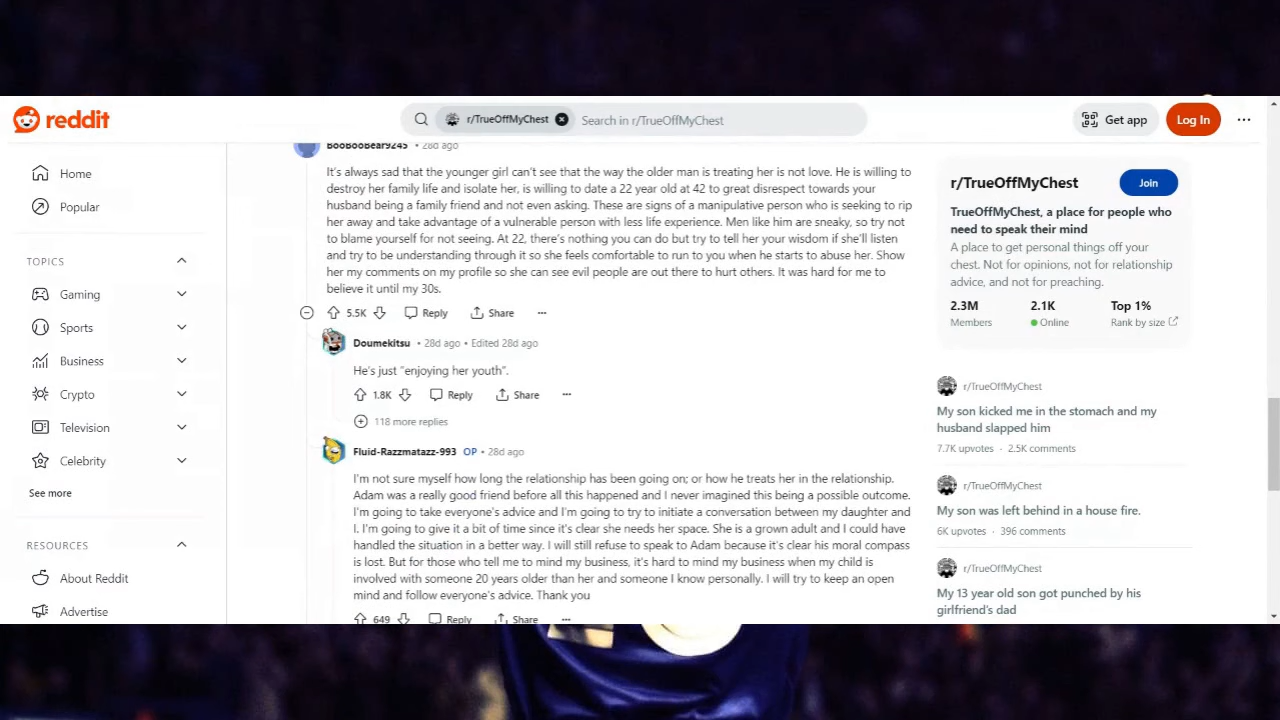 reddit
r/TrueOffMyChest
Search in r/TrueOffMyChest
Get app
Log In
Home
Popular
TOPICS
Gaming
Sports
Business
Crypto
Television
Celebrity
See more
RESOURCES
About Reddit
Advertise
BooBooBear9245 • 28d ago
It's always sad that the younger girl can't see that the way the older man is treating her is not love. He is willing to
destroy her family life and isolate her, is willing to date a 22 year old at 42 to great disrespect towards your
husband being a family friend and not even asking. These are signs of a manipulative person who is seeking to rip
her away and take advantage of a vulnerable person with less life experience. Men like him are sneaky, so try not
to blame yourself for not seeing. At 22, there's nothing you can do but try to tell her your wisdom if she'll listen
and try to be understanding through it so she feels comfortable to run to you when he starts to abuse her. Show
her my comments on my profile so she can see evil people are out there to hurt others. It was hard for me to
believe it until my 30s.
5.5K Reply Share
Doumekitsu • 28d ago • Edited 28d ago
He's just "enjoying her youth".
1.8K Reply Share
118 more replies
Fluid-Razzmatazz-993 OP • 28d ago
I'm not sure myself how long the relationship has been going on; or how he treats her in the relationship.
Adam was a really good friend before all this happened and I never imagined this being a possible outcome.
I'm going to take everyone's advice and I'm going to try to initiate a conversation between my daughter and
I. I'm going to give it a bit of time since it's clear she needs her space. She is a grown adult and I could have
handled the situation in a better way. I will still refuse to speak to Adam because it's clear his moral compass
is lost. But for those who tell me to mind my business, it's hard to mind my business when my child is
involved with someone 20 years older than her and someone I know personally. I will try to keep an open
mind and follow everyone's advice. Thank you
649 Reply Share
r/TrueOffMyChest
Join
TrueOffMyChest, a place for people who
need to speak their mind
A place to get personal things off your
chest. Not for opinions, not for relationship
advice, and not for preaching.
2.3M 2.1K Top 1%
Members Online Rank by size
r/TrueOffMyChest
My son kicked me in the stomach and my
husband slapped him
7.7K upvotes • 2.5K comments
r/TrueOffMyChest
My son was left behind in a house fire.
6K upvotes • 396 comments
r/TrueOffMyChest
My 13 year old son got punched by his
girlfriend's dad